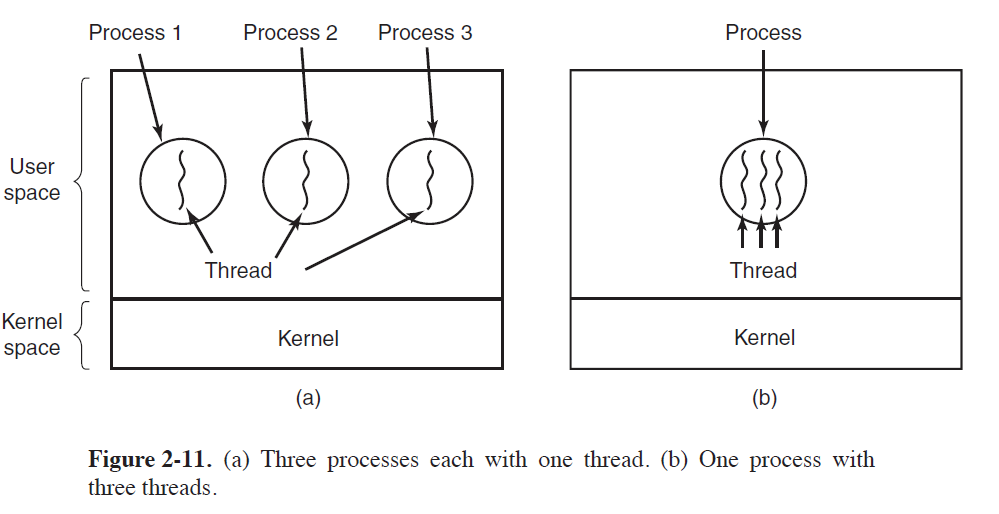 Process 1 Process 2 Process 3
Process
User
space
Thread
Thread
Kernel
space
Kernel
Kernel
(a)
(b)
Figure 2-11. (a) Three processes each with one thread. (b) One process with
three threads.